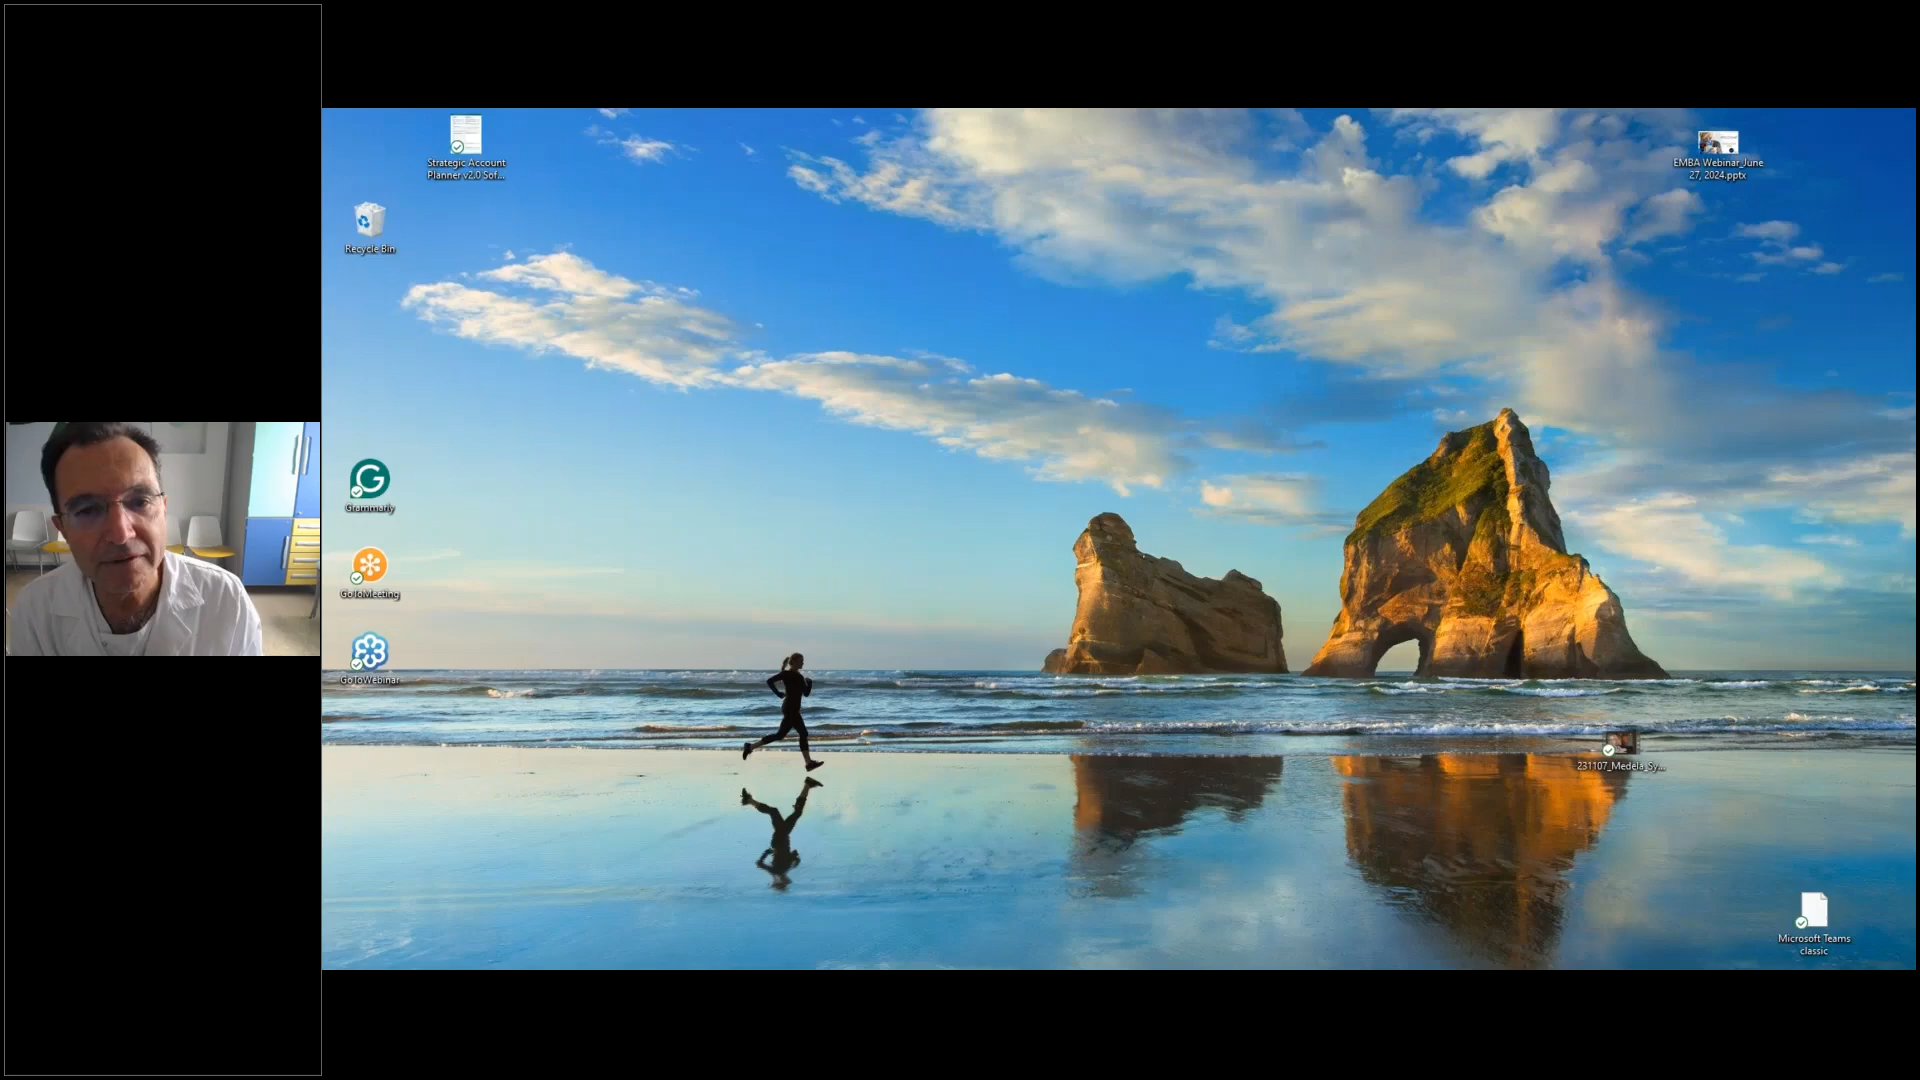 Strategic Account
Planner v2.0 Sof...
EMBA Webinar_June
27, 2024.pptx
Recycle Bin
Grammarly
GoToMeeting
GoToWebinar
231107_Medela_Sy...
Microsoft Teams
classic